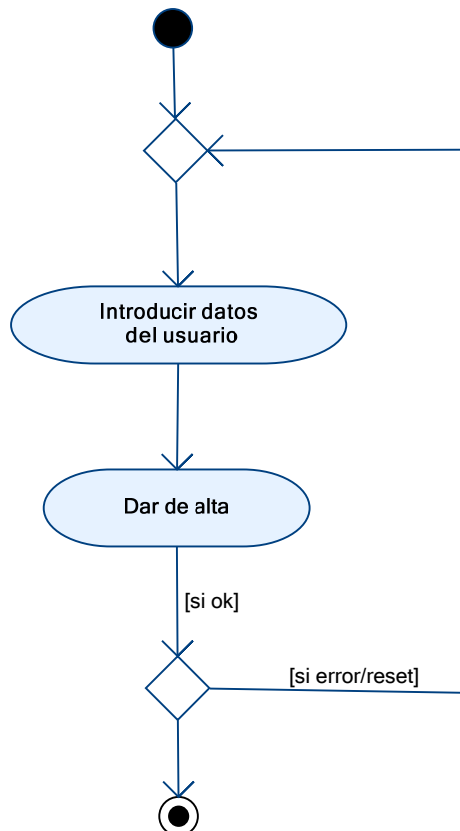 Introducir datos
del usuario
Dar de alta
[si ok]
[si error/reset]